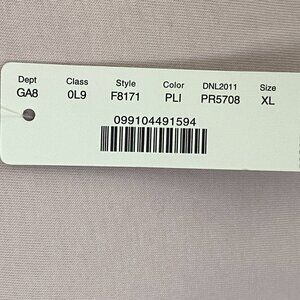 Dept Class Style Color DNL2011 Size
GA8 0L9 F8171 PLI PR5708 XL
099104491594